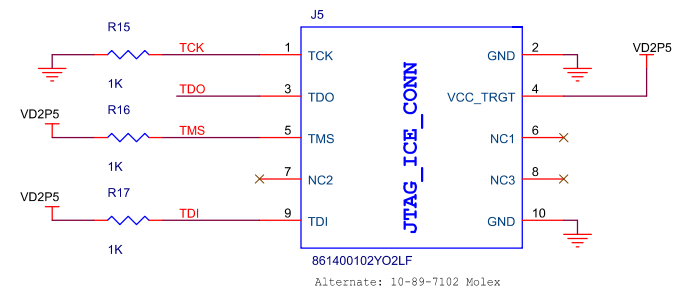 J5
R15
TCK 1 TCK GND 2 VD2P5
1K
TDO 3 TDO VCC_TRGT 4
R16
VD2P5
TMS 5 TMS NC1 6
1K
7 NC2 NC3 8
R17
VD2P5
TDI 9 TDI GND 10
1K
JTAG_ICE_CONN
861400102YO2LF
Alternate: 10-89-7102 Molex